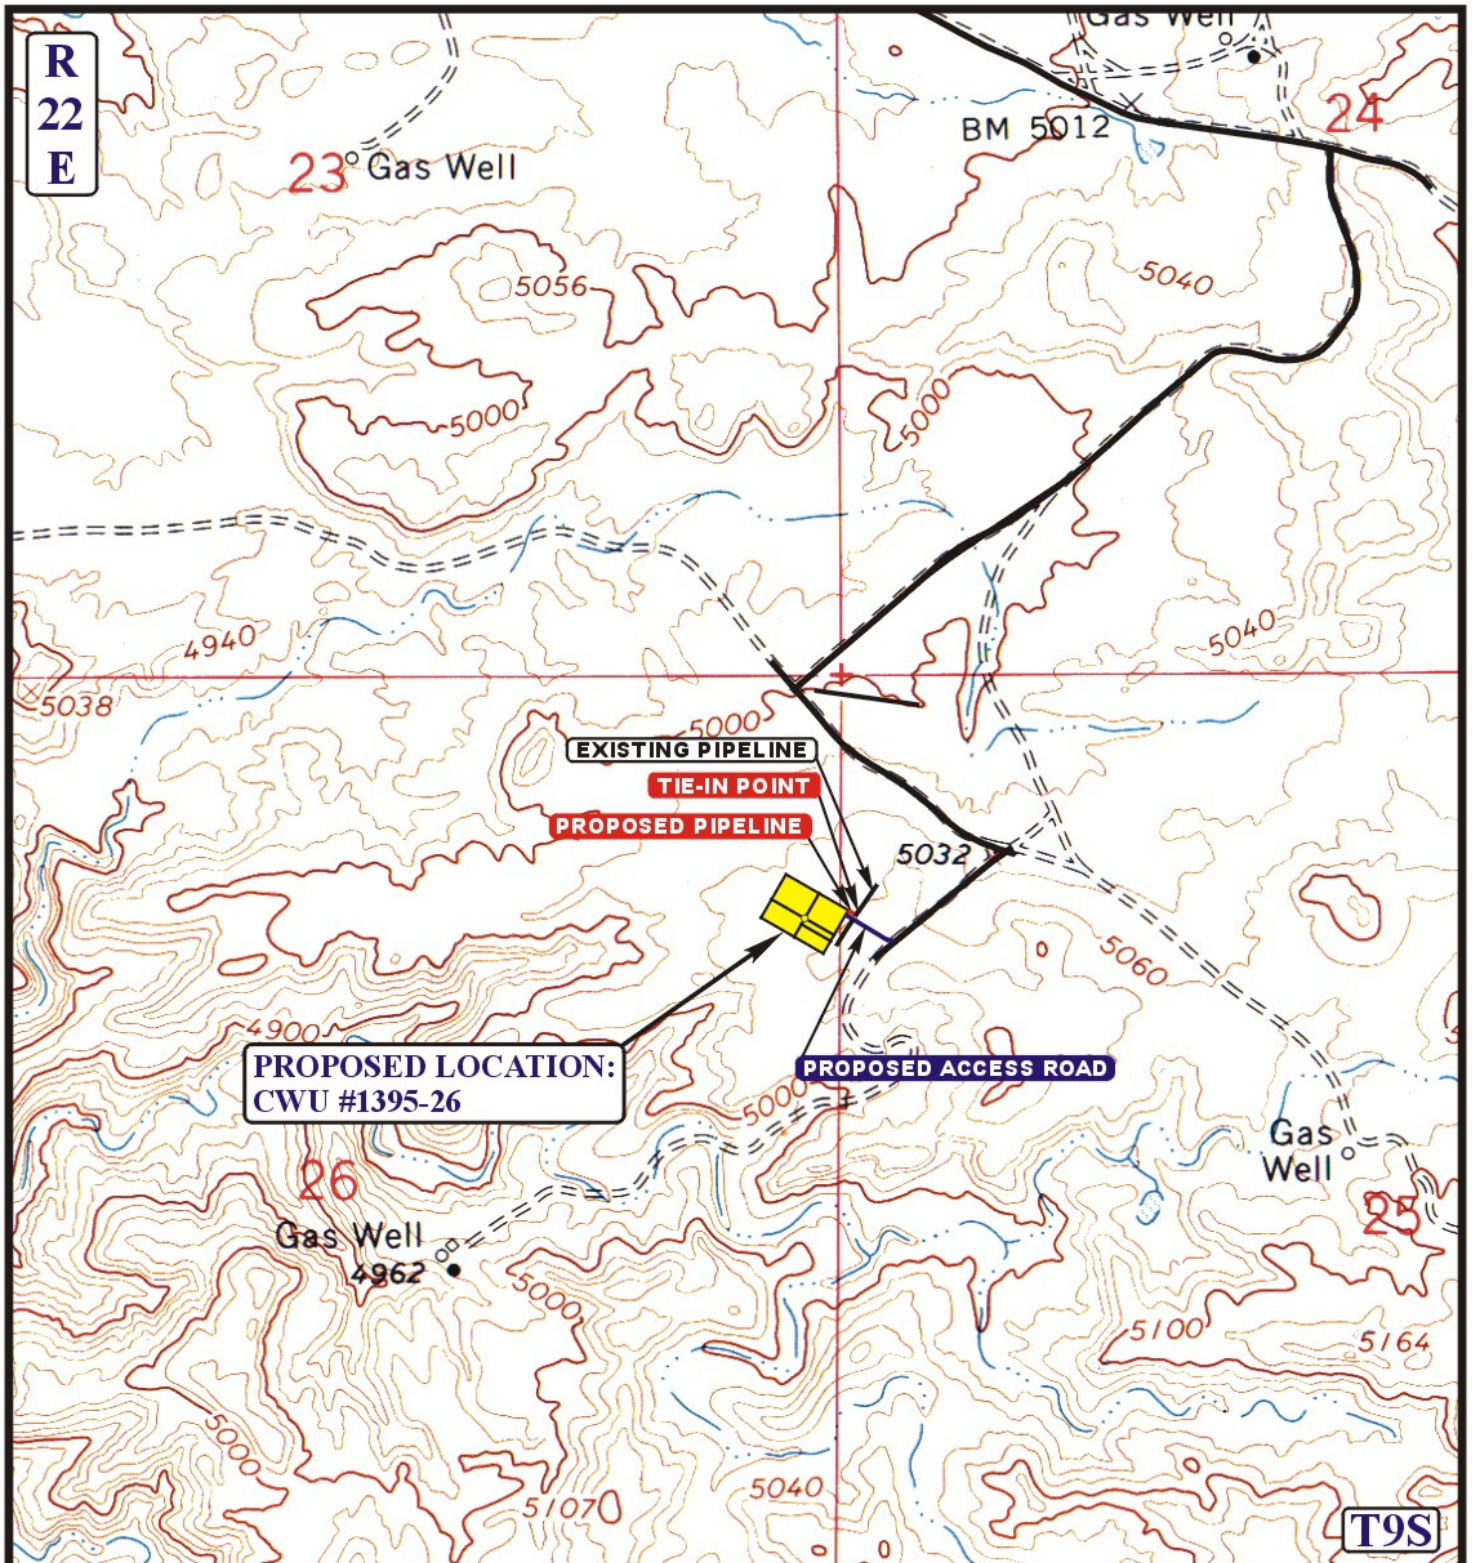 Gas Well
R
22
E
24
BM 5012
23 Gas Well
5040
5056
5000
5000
4940
5040
5038
5000
EXISTING PIPELINE
TIE-IN POINT
PROPOSED PIPELINE
5032
5060
4900
PROPOSED LOCATION:
CWU #1395-26
PROPOSED ACCESS ROAD
5000
Gas
Well
26
25
Gas Well
4962
5000
5100
5164
5000
5040
5107
T9S